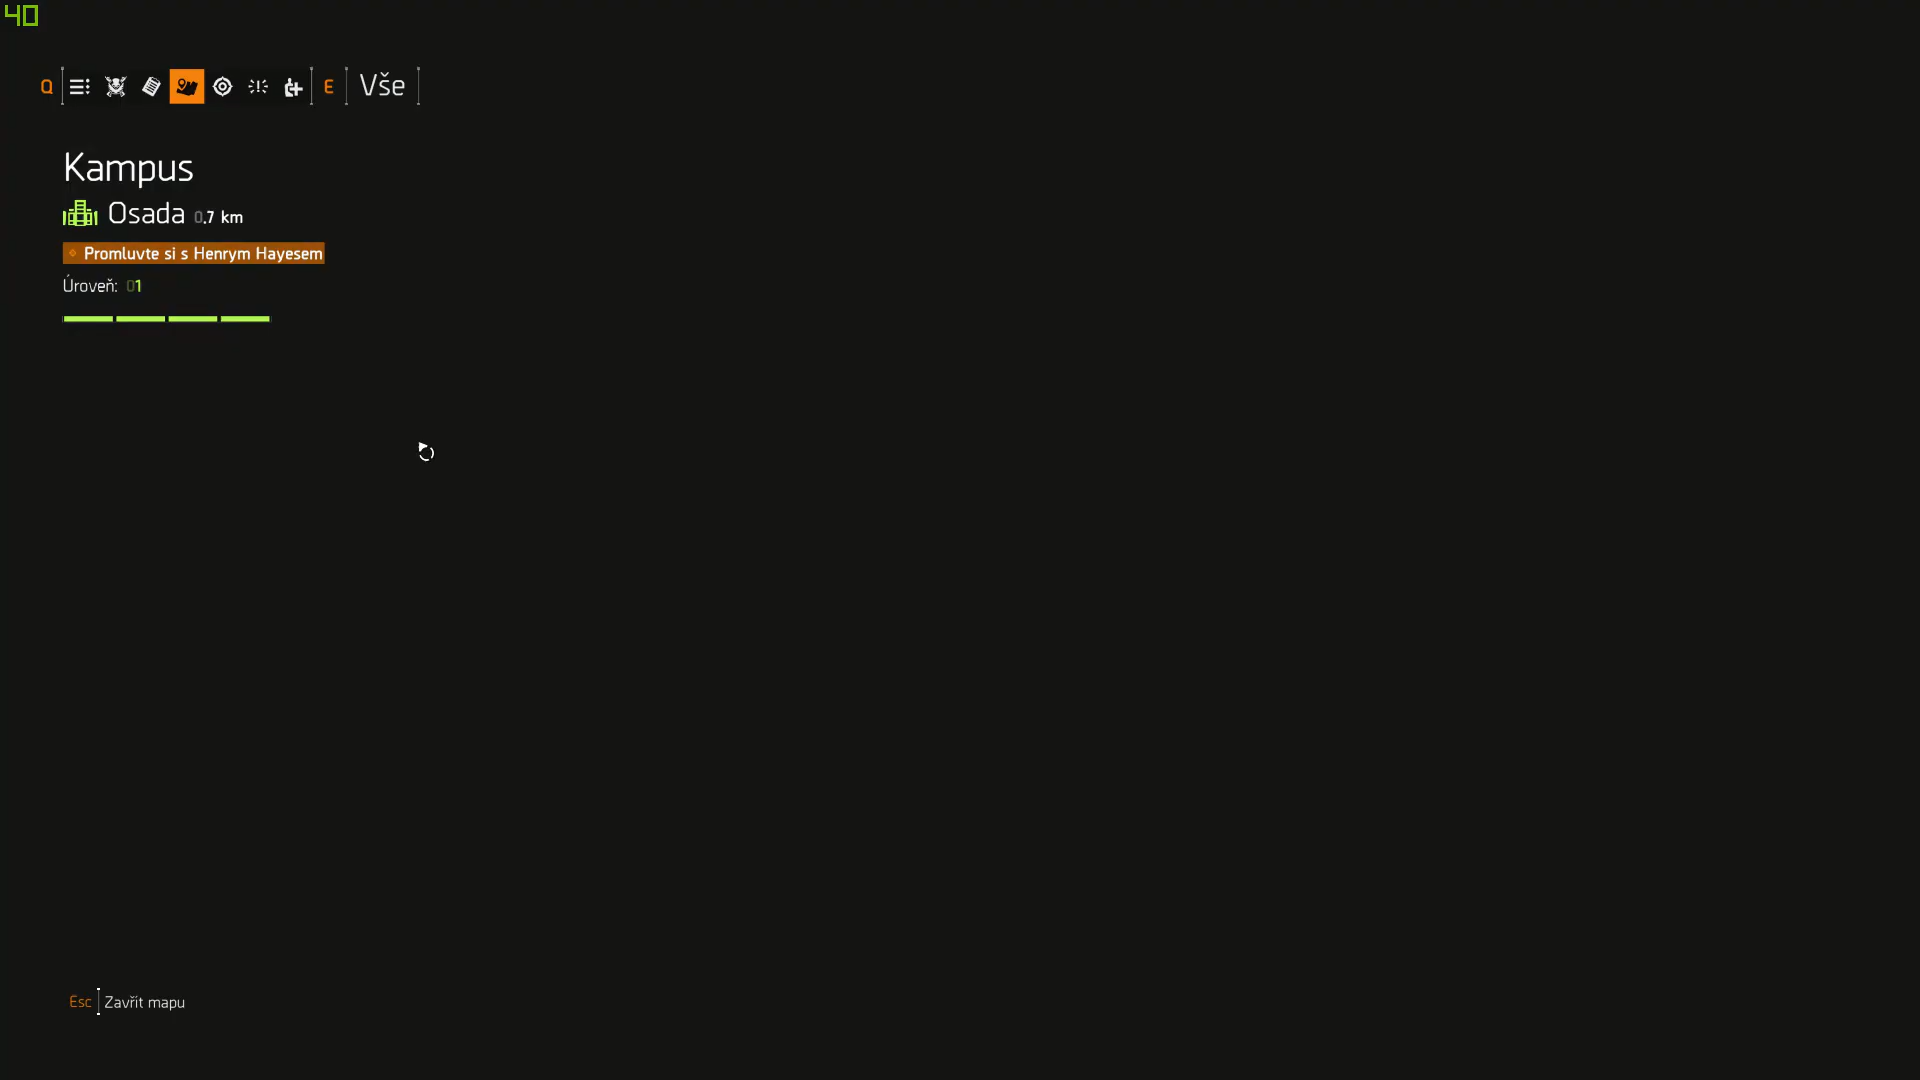 40
Q
E
Vše
Kampus
Osada 0.7 km
Promluvte si s Henrym Hayesem
Úroveň: 01
Esc Zavřít mapu